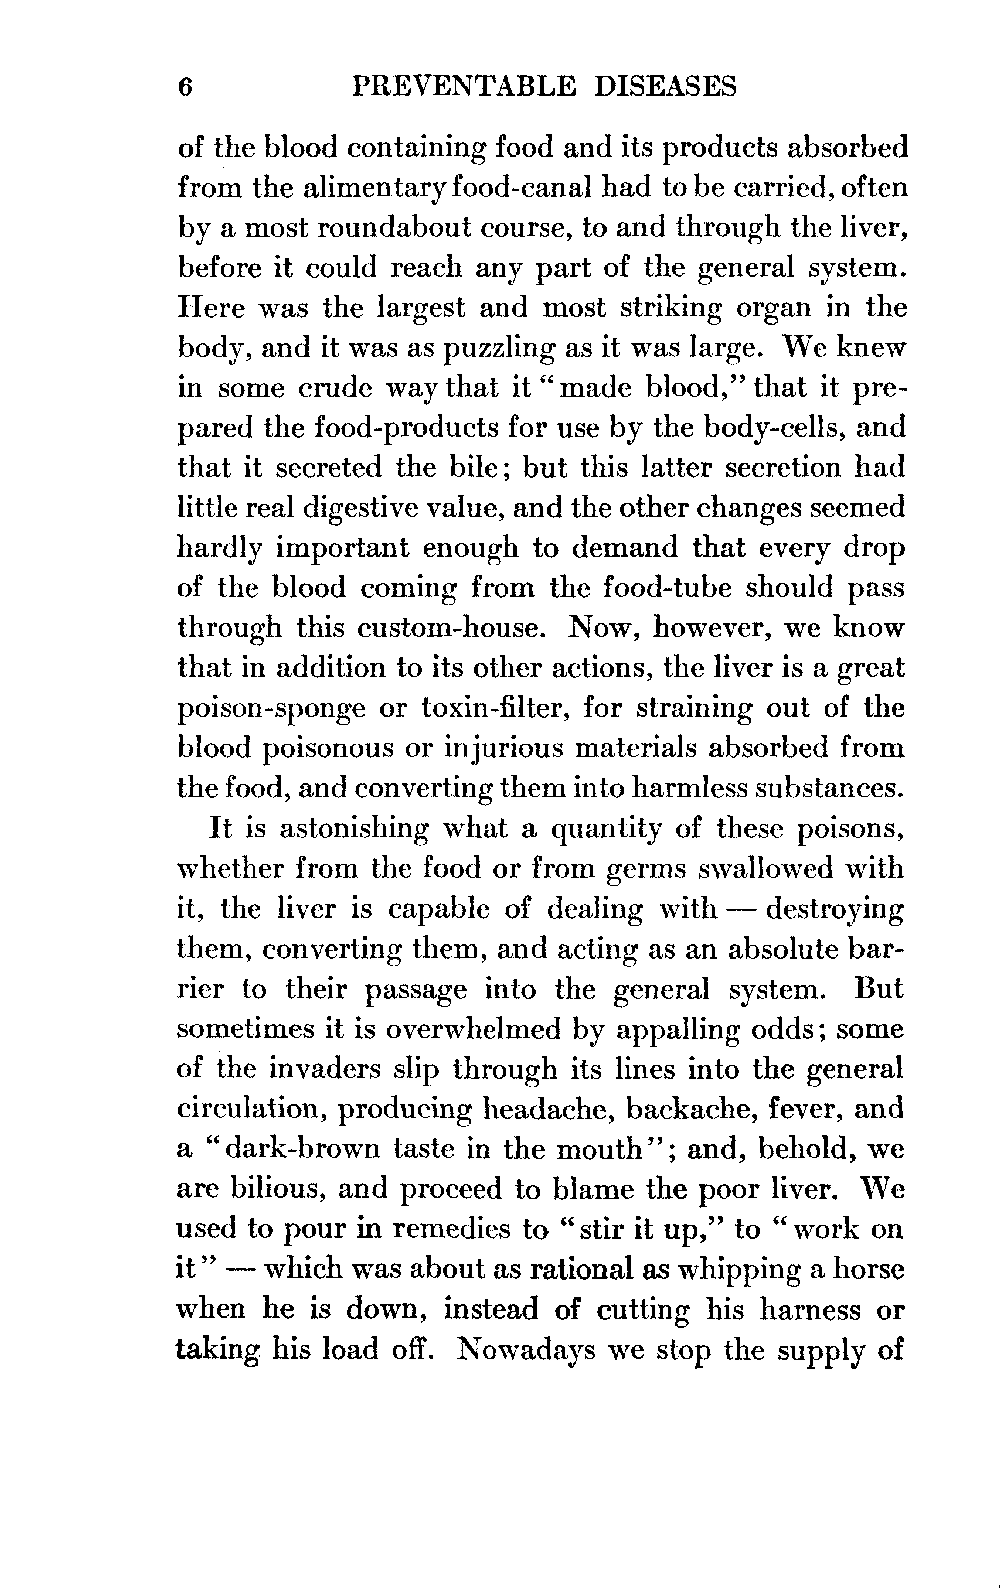 6 PREVENTABLE DISEASES
of the blood containing food and its products absorbed
from the alimentary food-canal had to be carried, often
by a most roundabout course, to and through the liver,
before it could reach any part of the general system.
Here was the largest and most striking organ in the
body, and it was as puzzling as it was large. We knew
in some crude way that it “made blood,” that it pre-
pared the food-products for use by the body-cells, and
that it secreted the bile; but this latter secretion had
little real digestive value, and the other changes seemed
hardly important enough to demand that every drop
of the blood coming from the food-tube should pass
through this custom-house. Now, however, we know
that in addition to its other actions, the liver is a great
poison-sponge or toxin-filter, for straining out of the
blood poisonous or injurious materials absorbed from
the food, and converting them into harmless substances.
It is astonishing what a quantity of these poisons,
whether from the food or from germs swallowed with
it, the liver is capable of dealing with — destroying
them, converting them, and acting as an absolute bar-
rier to their passage into the general system. But
sometimes it is overwhelmed by appalling odds; some
of the invaders slip through its lines into the general
circulation, producing headache, backache, fever, and
a “dark-brown taste in the mouth”; and, behold, we
are bilious, and proceed to blame the poor liver. We
used to pour in remedies to “stir it up,” to “work on
it” — which was about as rational as whipping a horse
when he is down, instead of cutting his harness or
taking his load off. Nowadays we stop the supply of